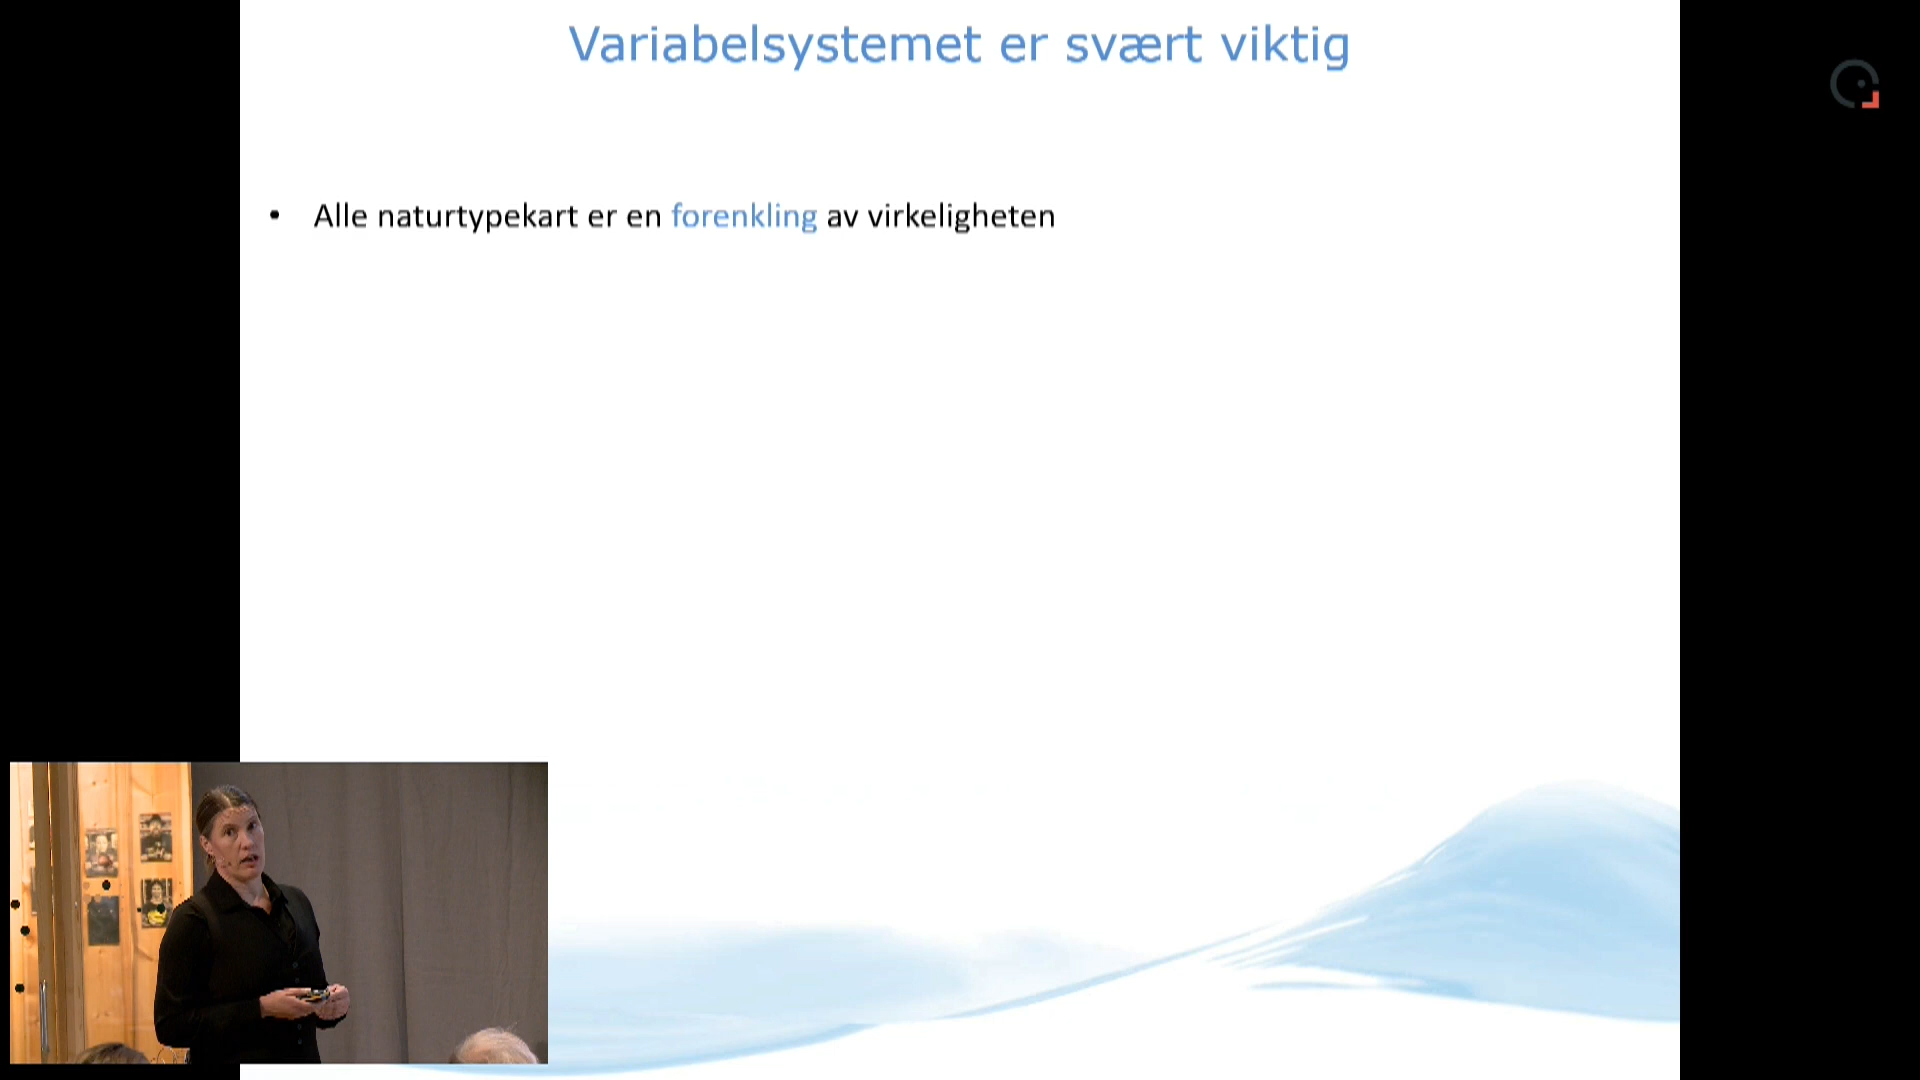 Variabelsystemet er svært viktig
• Alle naturtypekart er en forenkling av virkeligheten